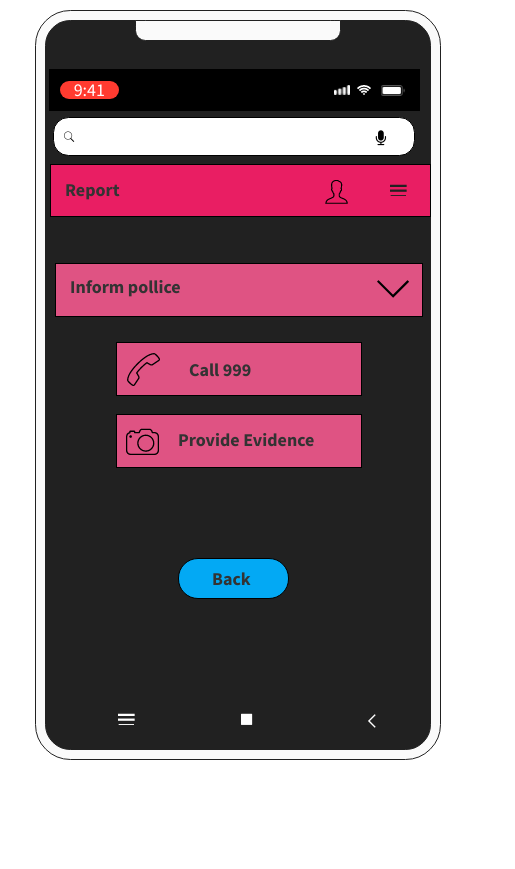 9:41
Report
Inform pollice
Call 999
Provide Evidence
Back